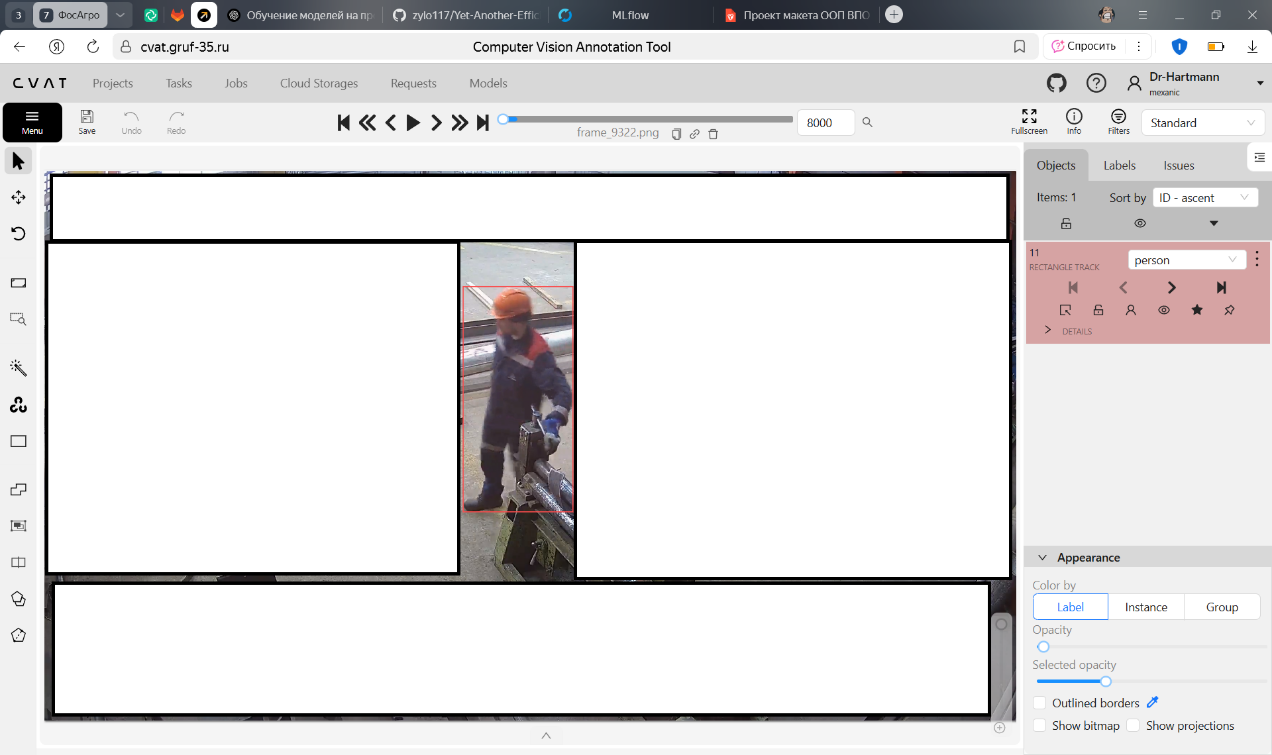 3 7 ФосАгро Обучение моделей на пр zylo117/Yet-Another-Effic MLflow Проект макета ООП ВПО
cvat.gruf-35.ru Computer Vision Annotation Tool Спросить
CVAT Projects Tasks Jobs Cloud Storages Requests Models Dr-Hartmann
mexanic
Menu Save Undo Redo frame_9322.png 8000 Fullscreen Info Filters Standard
Objects Labels Issues
Items: 1 Sort by ID - ascent
11
RECTANGLE TRACK person
DETAILS
Appearance
Color by
Label Instance Group
Opacity
Selected opacity
Outlined borders
Show bitmap Show projections